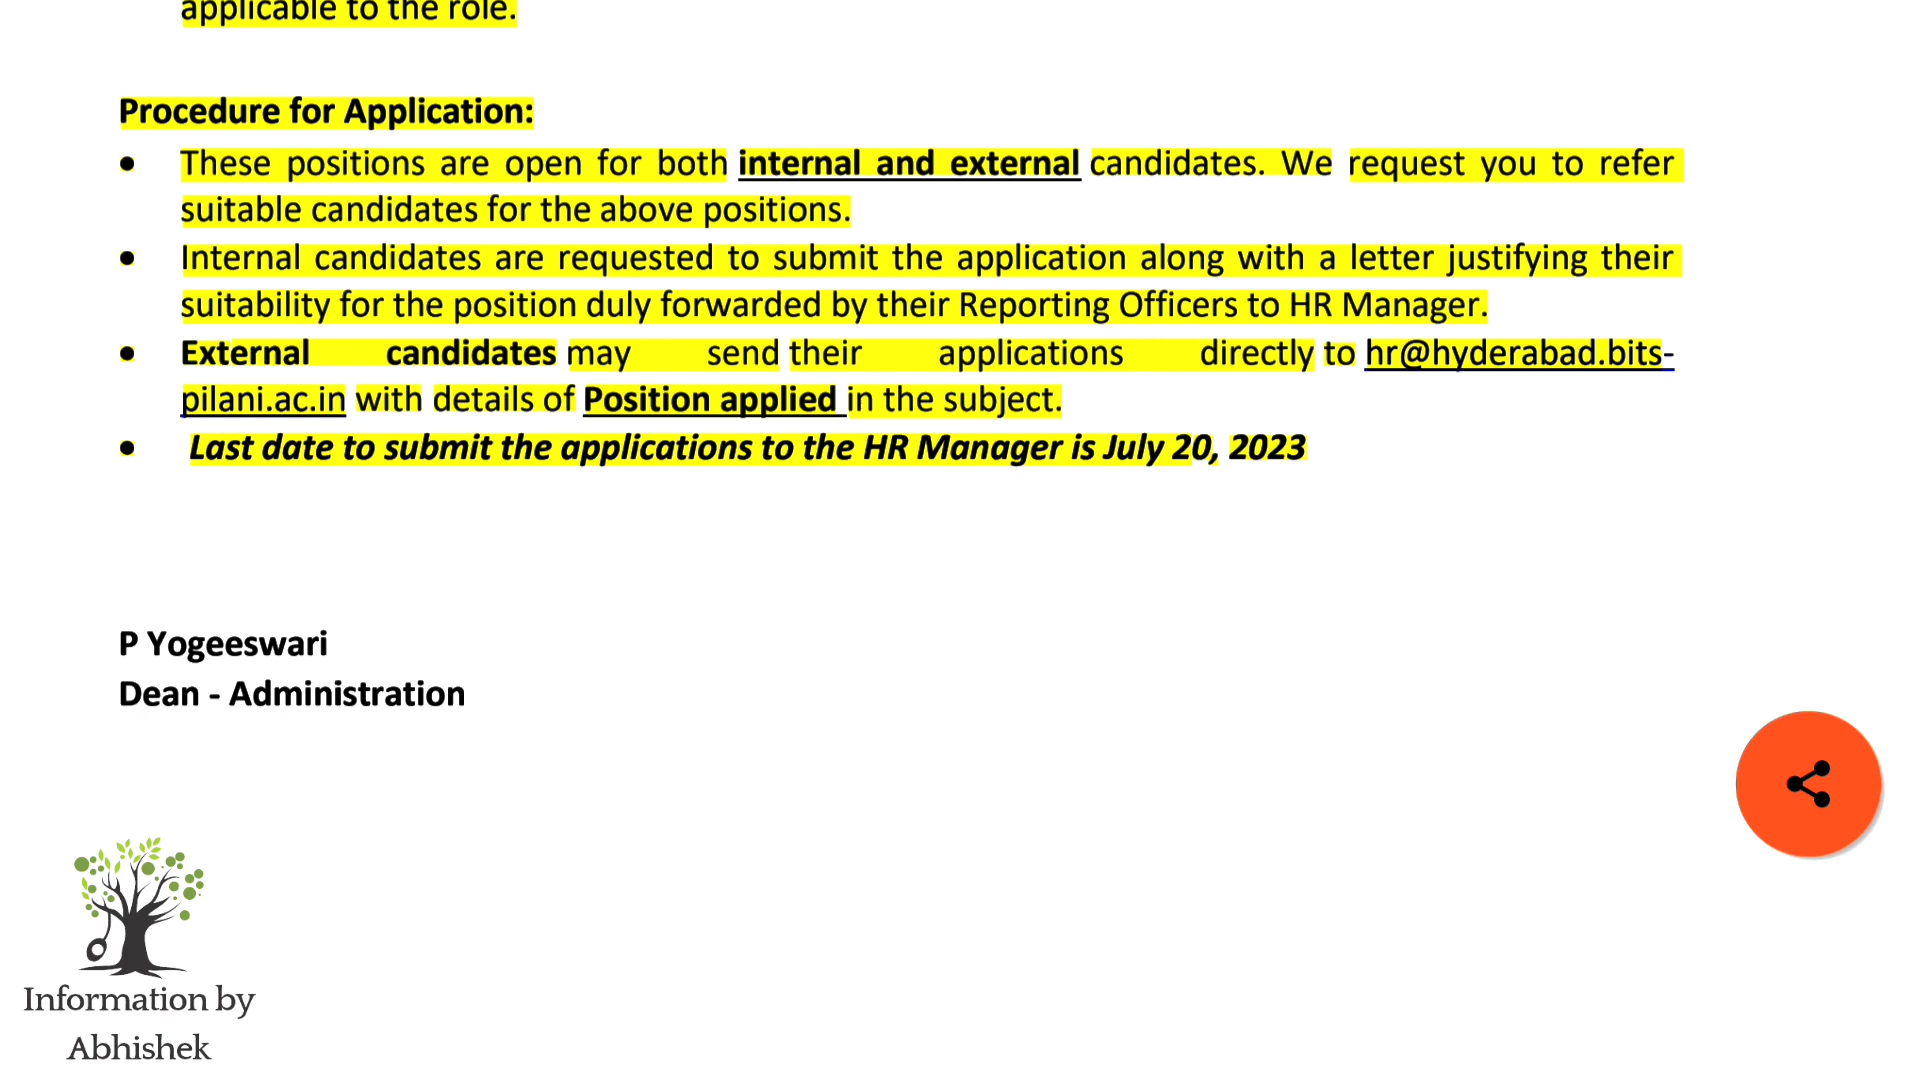 applicable to the role.
Procedure for Application:
• These positions are open for both internal and external candidates. We request you to refer
suitable candidates for the above positions.
• Internal candidates are requested to submit the application along with a letter justifying their
suitability for the position duly forwarded by their Reporting Officers to HR Manager.
• External candidates may send their applications directly to hr@hyderabad.bits-
pilani.ac.in with details of Position applied in the subject.
• Last date to submit the applications to the HR Manager is July 20, 2023
P Yogeeswari
Dean - Administration
Information by
Abhishek